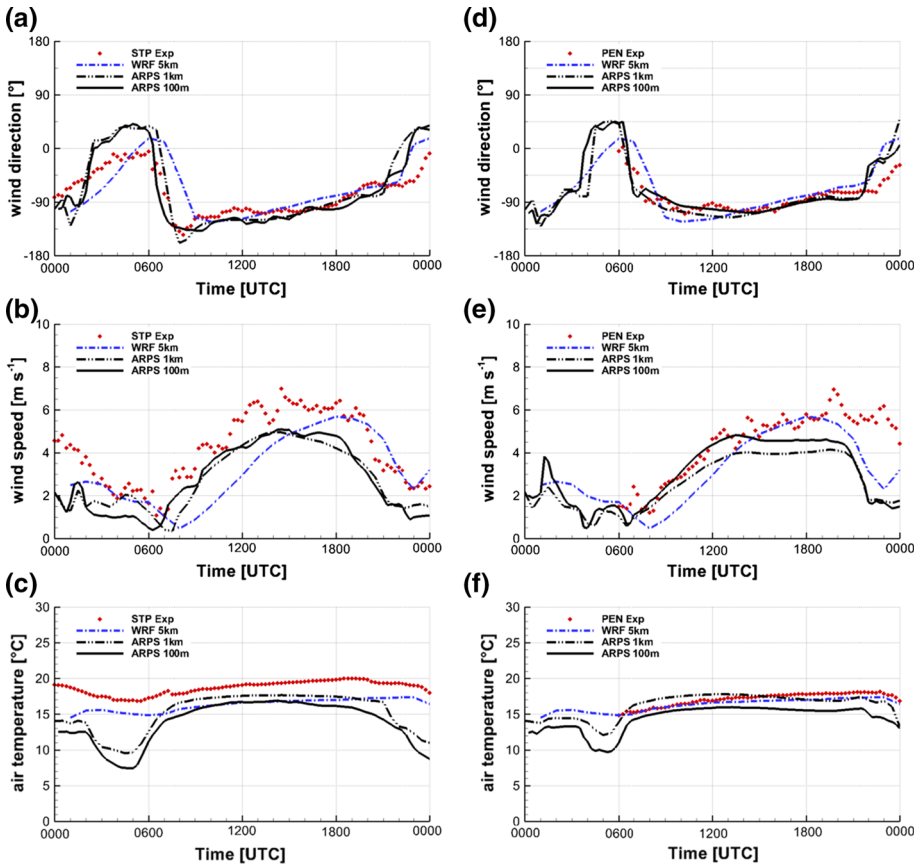 (a)
180
90
0
-90
-180
wind direction [°]
STP Exp
WRF 5km
ARPS 1km
ARPS 100m
0000 0600 1200 1800 0000
Time [UTC]
(b)
10
8
6
4
2
0
wind speed [m s⁻¹]
STP Exp
WRF 5km
ARPS 1km
ARPS 100m
0000 0600 1200 1800 0000
Time [UTC]
(c)
30
25
20
15
10
5
0
air temperature [°C]
STP Exp
WRF 5km
ARPS 1km
ARPS 100m
0000 0600 1200 1800 0000
Time [UTC]
(d)
180
90
0
-90
-180
wind direction [°]
PEN Exp
WRF 5km
ARPS 1km
ARPS 100m
0000 0600 1200 1800 0000
Time [UTC]
(e)
10
8
6
4
2
0
wind speed [m s⁻¹]
PEN Exp
WRF 5km
ARPS 1km
ARPS 100m
0000 0600 1200 1800 0000
Time [UTC]
(f)
30
25
20
15
10
5
0
air temperature [°C]
PEN Exp
WRF 5km
ARPS 1km
ARPS 100m
0000 0600 1200 1800 0000
Time [UTC]